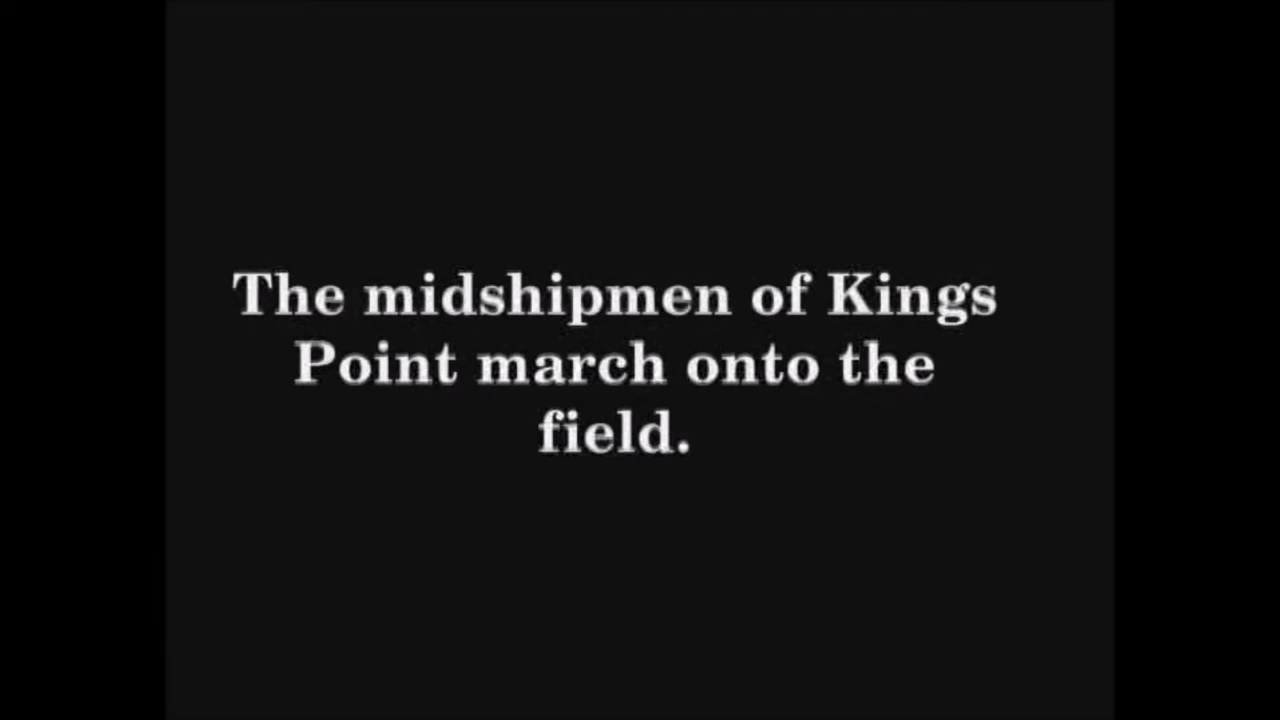 The midshipmen of Kings
Point march onto the
field.